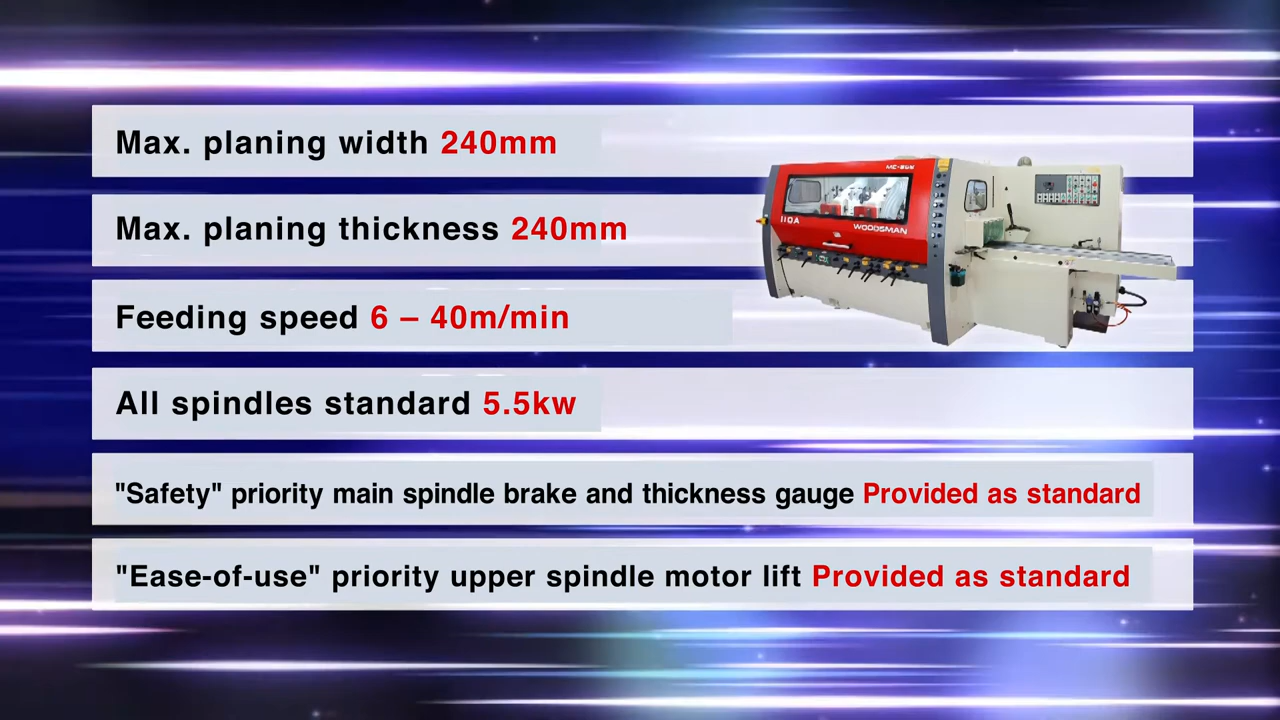 Max. planing width 240mm
Max. planing thickness 240mm
Feeding speed 6 – 40m/min
All spindles standard 5.5kw
"Safety" priority main spindle brake and thickness gauge Provided as standard
"Ease-of-use" priority upper spindle motor lift Provided as standard
IIDA
WOODSMAN